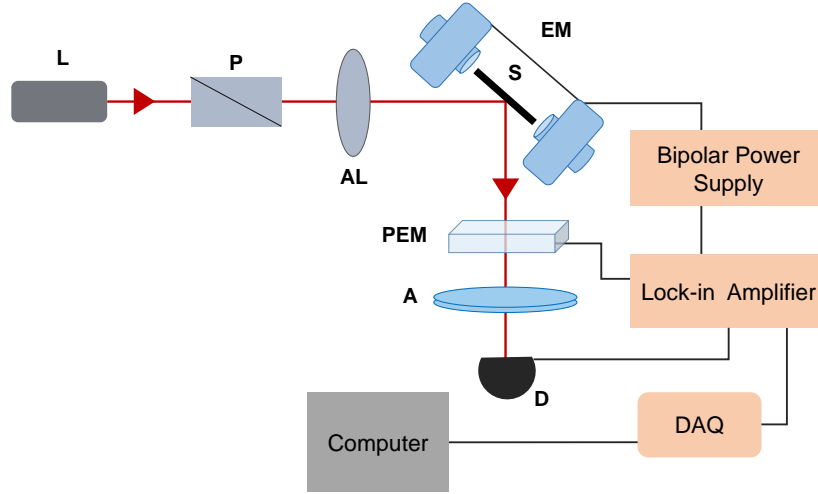 EM
L
P
S
AL
Bipolar Power
Supply
PEM
Lock-in Amplifier
A
D
DAQ
Computer